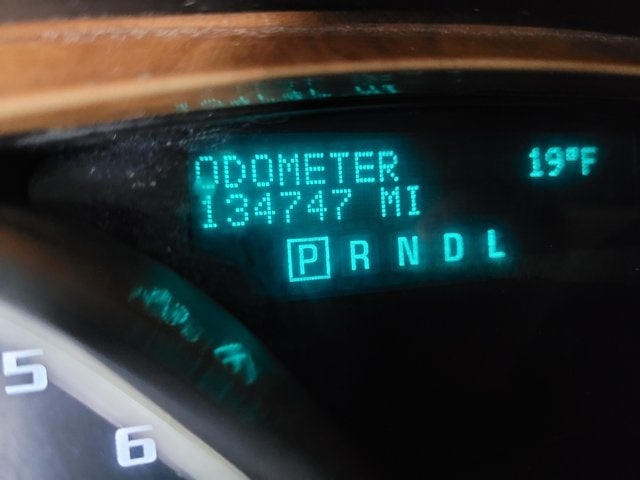 ODOMETER 19°F
134747 MI
P R N D L
5
6